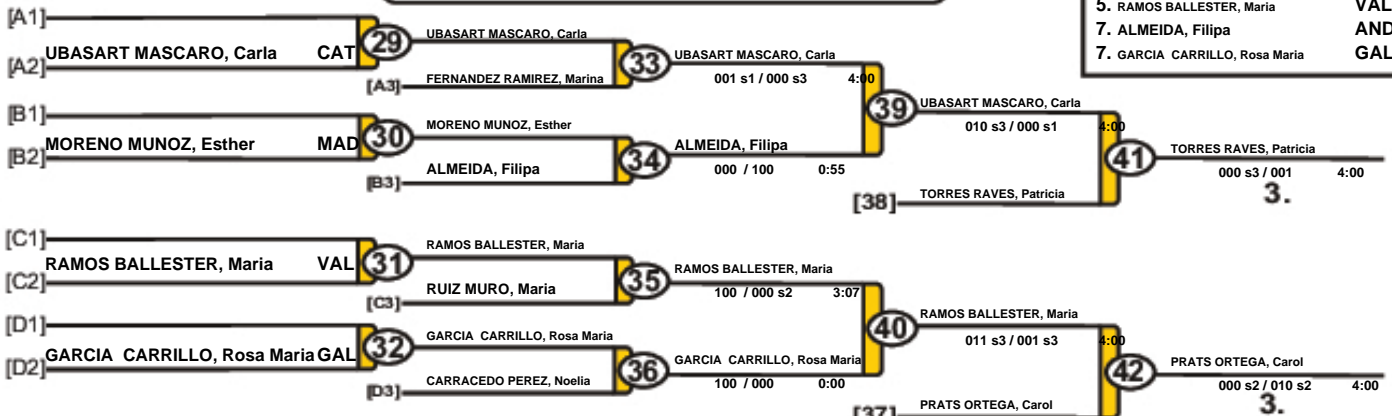 5. RAMOS BALLESTER, Maria VAL
7. ALMEIDA, Filipa AND
7. GARCIA CARRILLO, Rosa Maria GAL
[A1]
UBASART MASCARO, Carla CAT
[A2]
29
UBASART MASCARO, Carla
[A3] FERNANDEZ RAMIREZ, Marina
33
UBASART MASCARO, Carla
001 s1 / 000 s3 4:00
[B1]
MORENO MUNOZ, Esther MAD
[B2]
30
MORENO MUNOZ, Esther
ALMEIDA, Filipa
[B3]
34
ALMEIDA, Filipa
000 / 100 0:55
39
UBASART MASCARO, Carla
010 s3 / 000 s1 4:00
[38] TORRES RAVES, Patricia
41
TORRES RAVES, Patricia
000 s3 / 001 4:00
3.
[C1]
RAMOS BALLESTER, Maria VAL
[C2]
31
RAMOS BALLESTER, Maria
RUIZ MURO, Maria
[C3]
35
RAMOS BALLESTER, Maria
100 / 000 s2 3:07
[D1]
GARCIA CARRILLO, Rosa Maria GAL
[D2]
32
GARCIA CARRILLO, Rosa Maria
CARRACEDO PEREZ, Noelia
[D3]
36
GARCIA CARRILLO, Rosa Maria
100 / 000 0:00
40
RAMOS BALLESTER, Maria
011 s3 / 001 s3 4:00
[37] PRATS ORTEGA, Carol
42
PRATS ORTEGA, Carol
000 s2 / 010 s2 4:00
3.